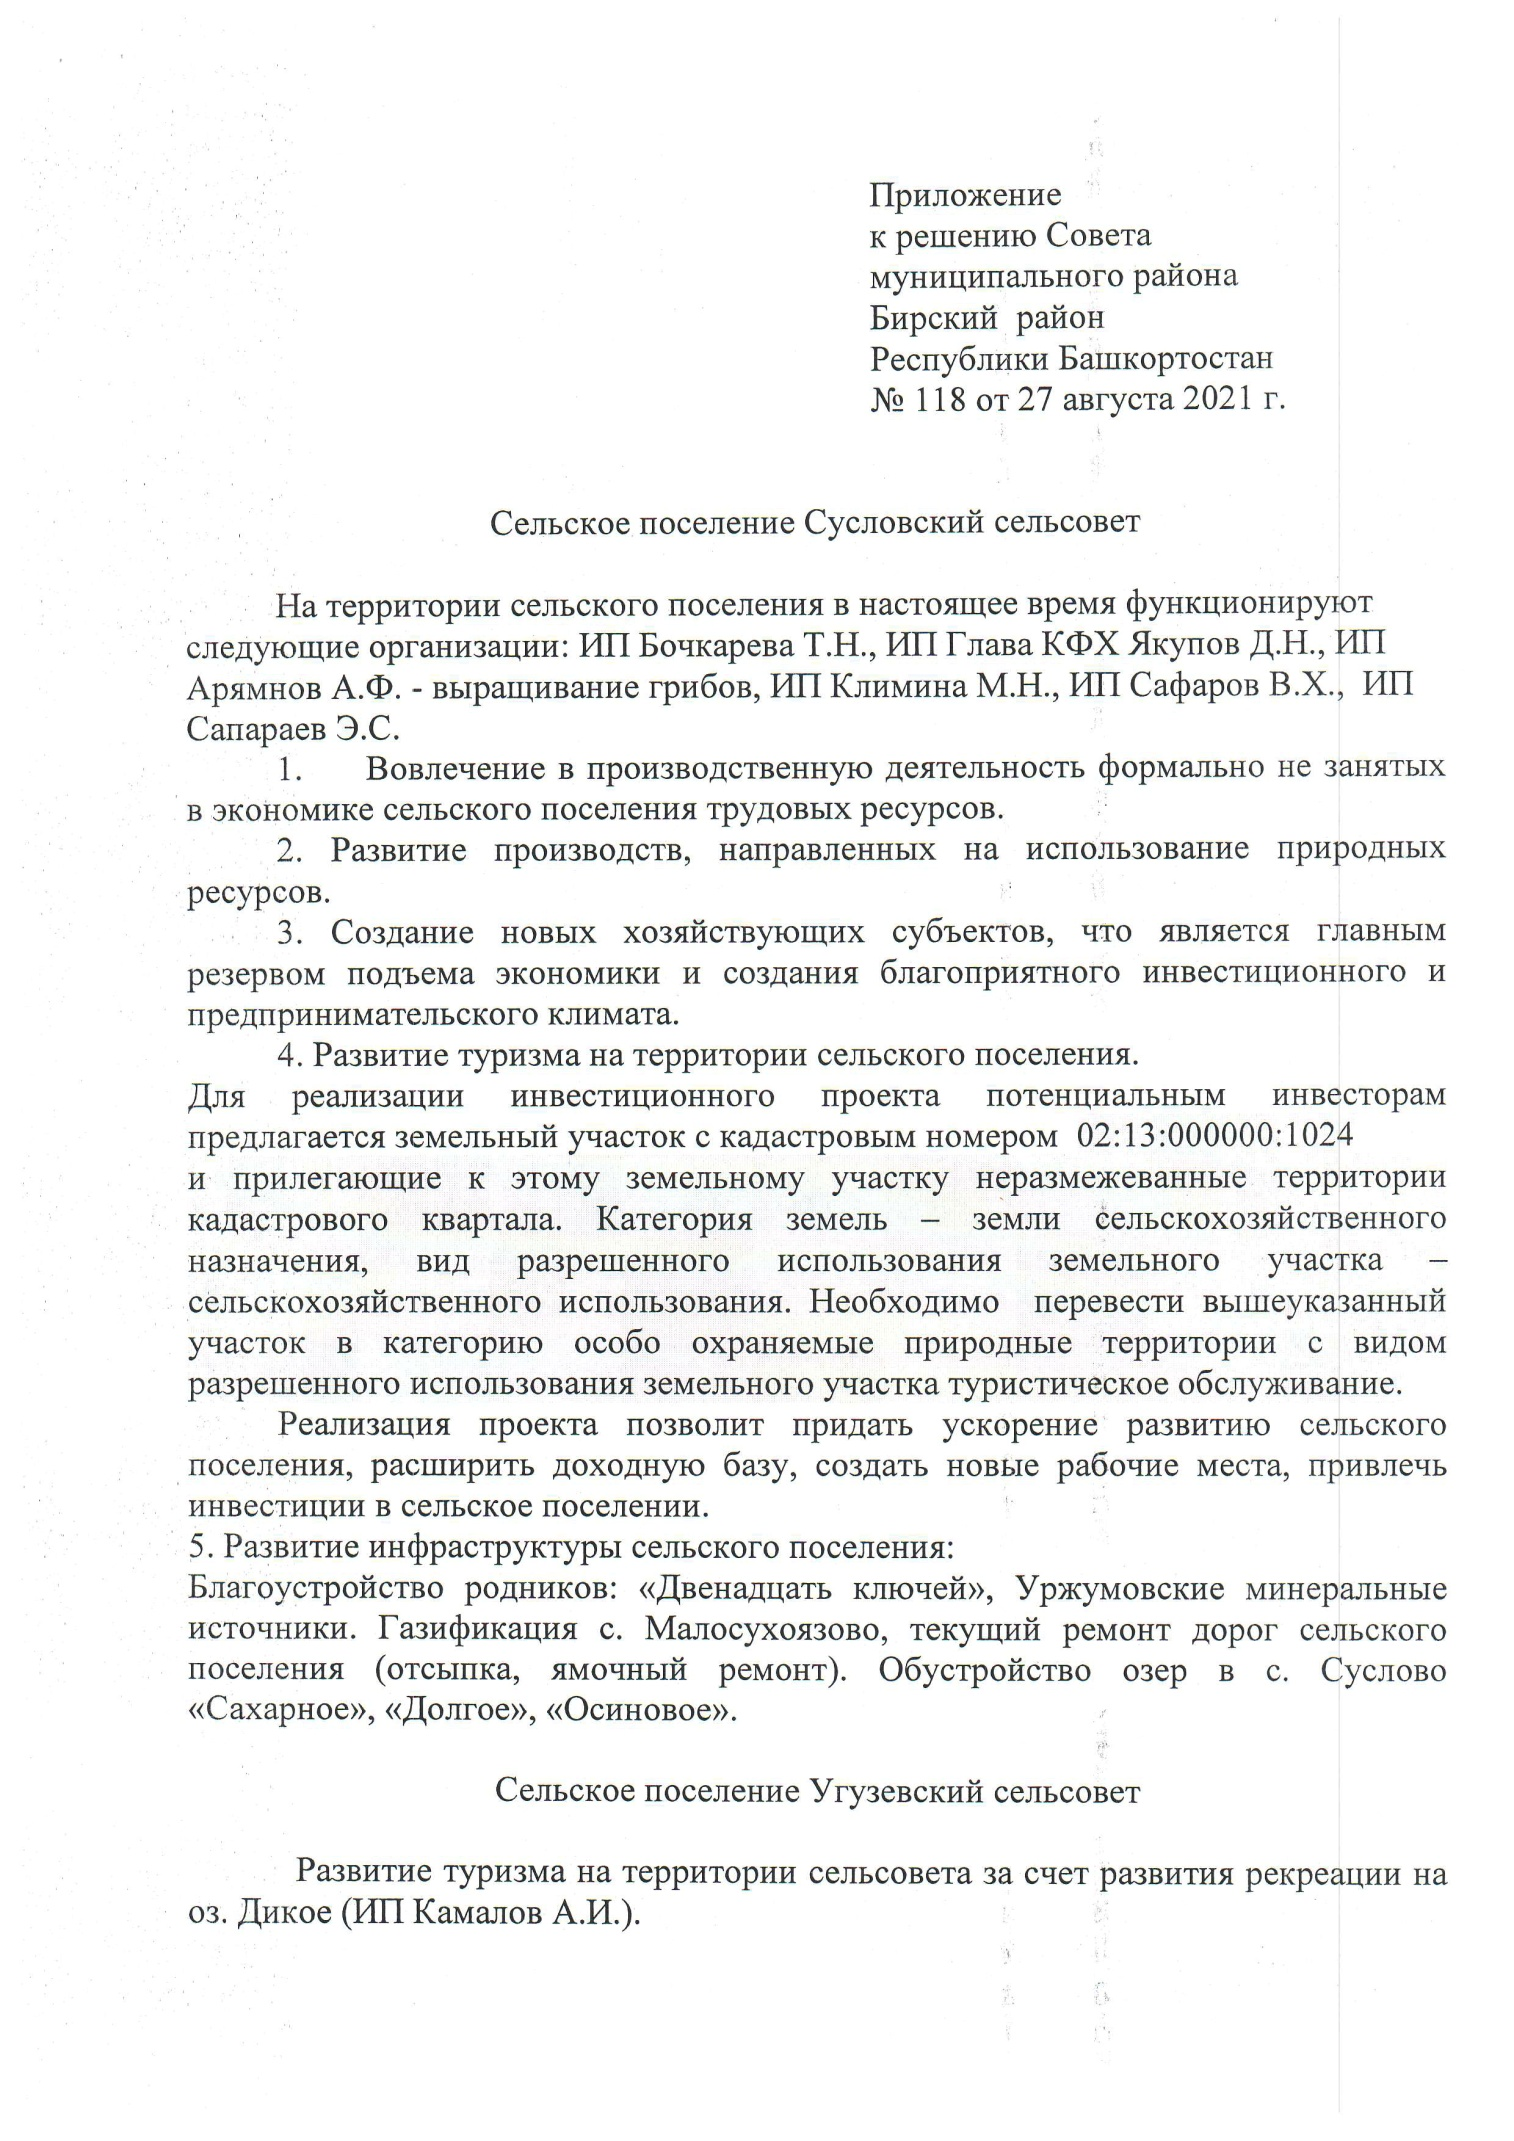 Приложение
к решению Совета
муниципального района
Бирский  район
Республики Башкортостан
№ 118 от 27 августа 2021 г.
Сельское поселение Сусловский сельсовет
На территории сельского поселения в настоящее время функционируют
следующие организации: ИП Бочкарева Т.Н., ИП Глава КФХ Якупов Д.Н., ИП
Арямнов А.Ф. - выращивание грибов, ИП Климина М.Н., ИП Сафаров В.Х.,  ИП
Сапараев Э.С.
1. Вовлечение в производственную деятельность формально не занятых
в экономике сельского поселения трудовых ресурсов.
2. Развитие производств, направленных на использование природных
ресурсов.
3. Создание новых хозяйствующих субъектов, что является главным
резервом подъема экономики и создания благоприятного инвестиционного и
предпринимательского климата.
4. Развитие туризма на территории сельского поселения.
Для реализации инвестиционного проекта потенциальным инвесторам
предлагается земельный участок с кадастровым номером  02:13:000000:1024
и прилегающие к этому земельному участку неразмежеванные территории
кадастрового квартала. Категория земель – земли сельскохозяйственного
назначения, вид разрешенного использования земельного участка –
сельскохозяйственного использования. Необходимо  перевести вышеуказанный
участок в категорию особо охраняемые природные территории с видом
разрешенного использования земельного участка туристическое обслуживание.
Реализация проекта позволит придать ускорение развитию сельского
поселения, расширить доходную базу, создать новые рабочие места, привлечь
инвестиции в сельское поселении.
5. Развитие инфраструктуры сельского поселения:
Благоустройство родников: «Двенадцать ключей», Уржумовские минеральные
источники. Газификация с. Малосухоязово, текущий ремонт дорог сельского
поселения (отсыпка, ямочный ремонт). Обустройство озер в с. Суслово
«Сахарное», «Долгое», «Осиновое».
Сельское поселение Угузевский сельсовет
Развитие туризма на территории сельсовета за счет развития рекреации на
оз. Дикое (ИП Камалов А.И.).